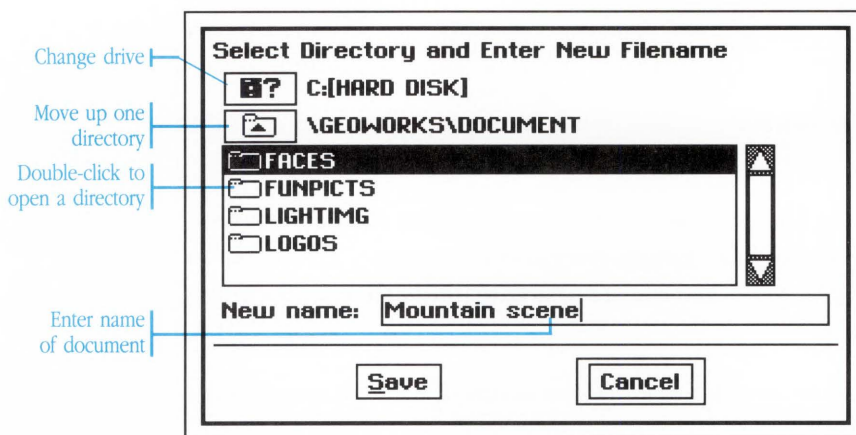 Select Directory and Enter New Filename
Change drive
?
C:[HARD DISK]
Move up one
directory
\GEOWORKS\DOCUMENT
FACES
Double-click to
open a directory
FUNPICTS
LIGHTIMG
LOGOS
New name: Mountain scene
Enter name
of document
Save
Cancel